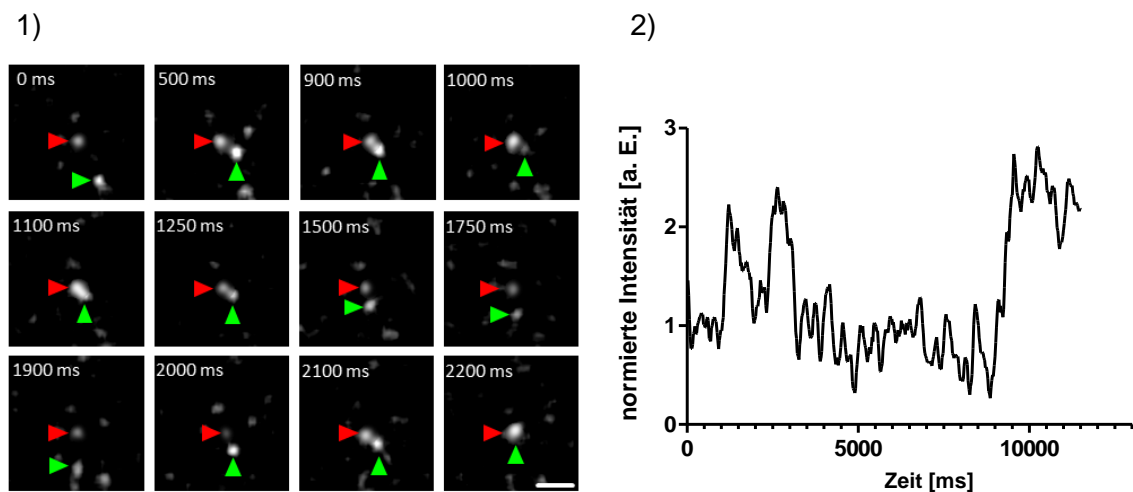 1)
2)
0 ms
500 ms
900 ms
1000 ms
1100 ms
1250 ms
1500 ms
1750 ms
1900 ms
2000 ms
2100 ms
2200 ms
normierte Intensität [a. E.]
3
2
1
0
0
5000
10000
Zeit [ms]